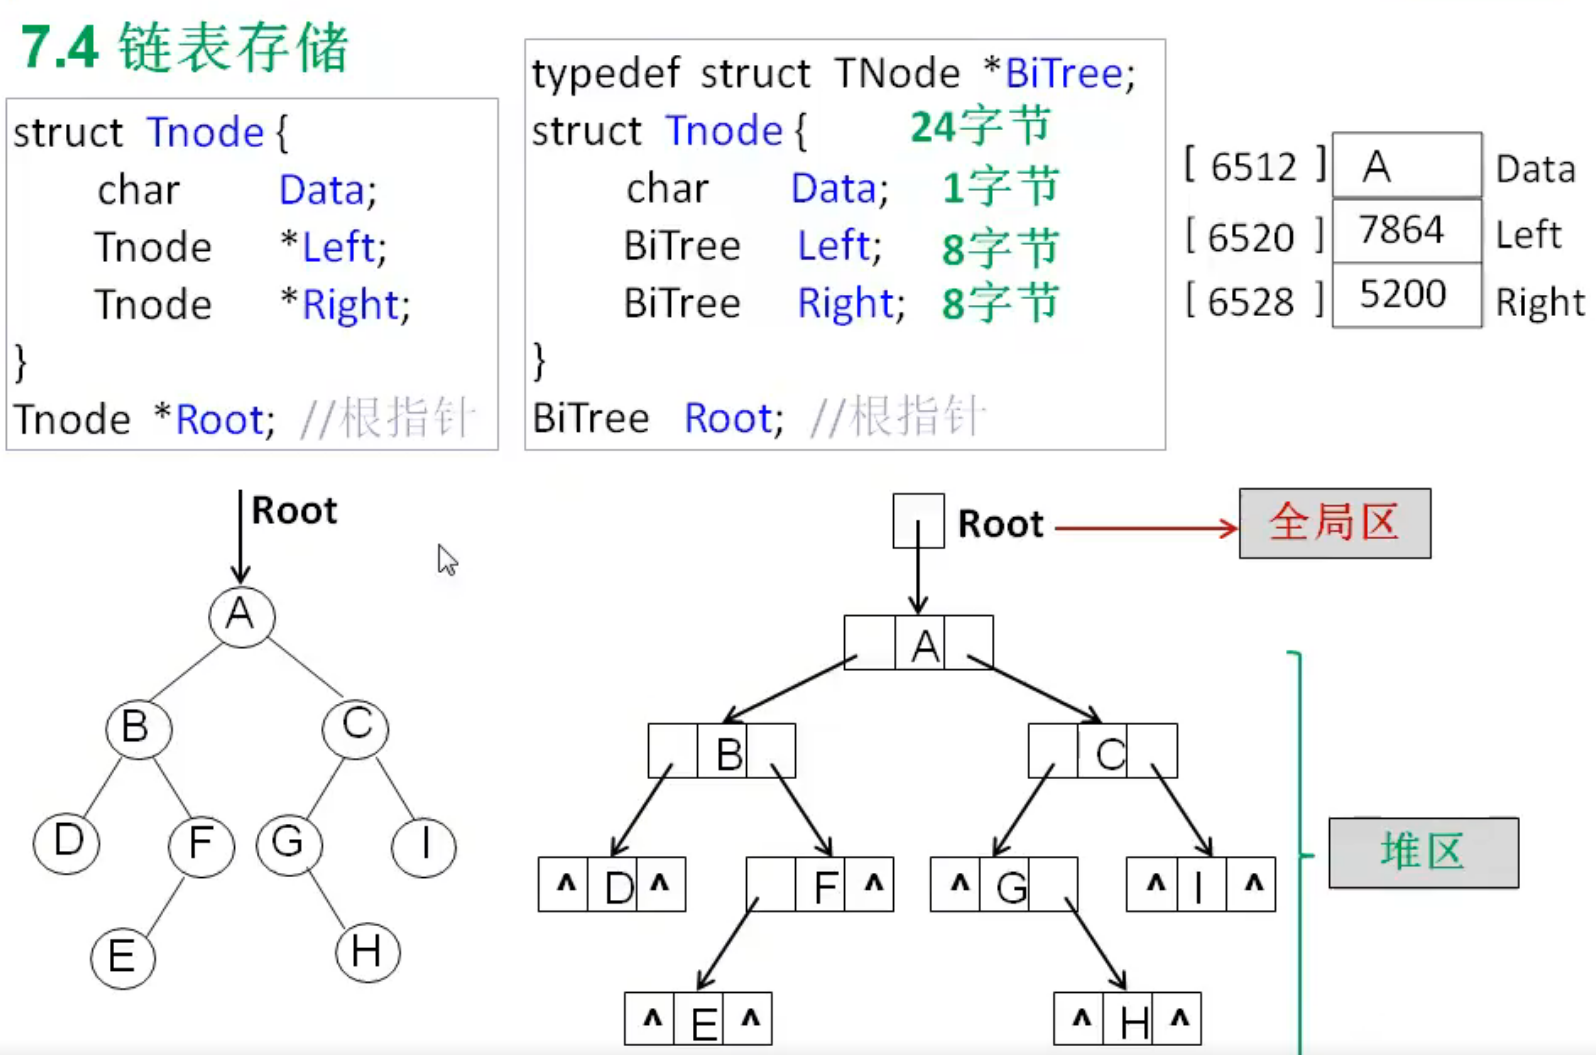 7.4 链表存储
struct Tnode {
char Data;
Tnode *Left;
Tnode *Right;
}
Tnode *Root; //根指针
typedef struct TNode *BiTree;
struct Tnode { 24字节
char Data; 1字节
BiTree Left; 8字节
BiTree Right; 8字节
}
BiTree Root; //根指针
[ 6512 ] A Data
[ 6520 ] 7864 Left
[ 6528 ] 5200 Right
Root
A
B C
D F G I
E H
Root 全局区
A
B C
^ D ^ F ^ ^ G ^ I ^
堆区
^ E ^ ^ H ^